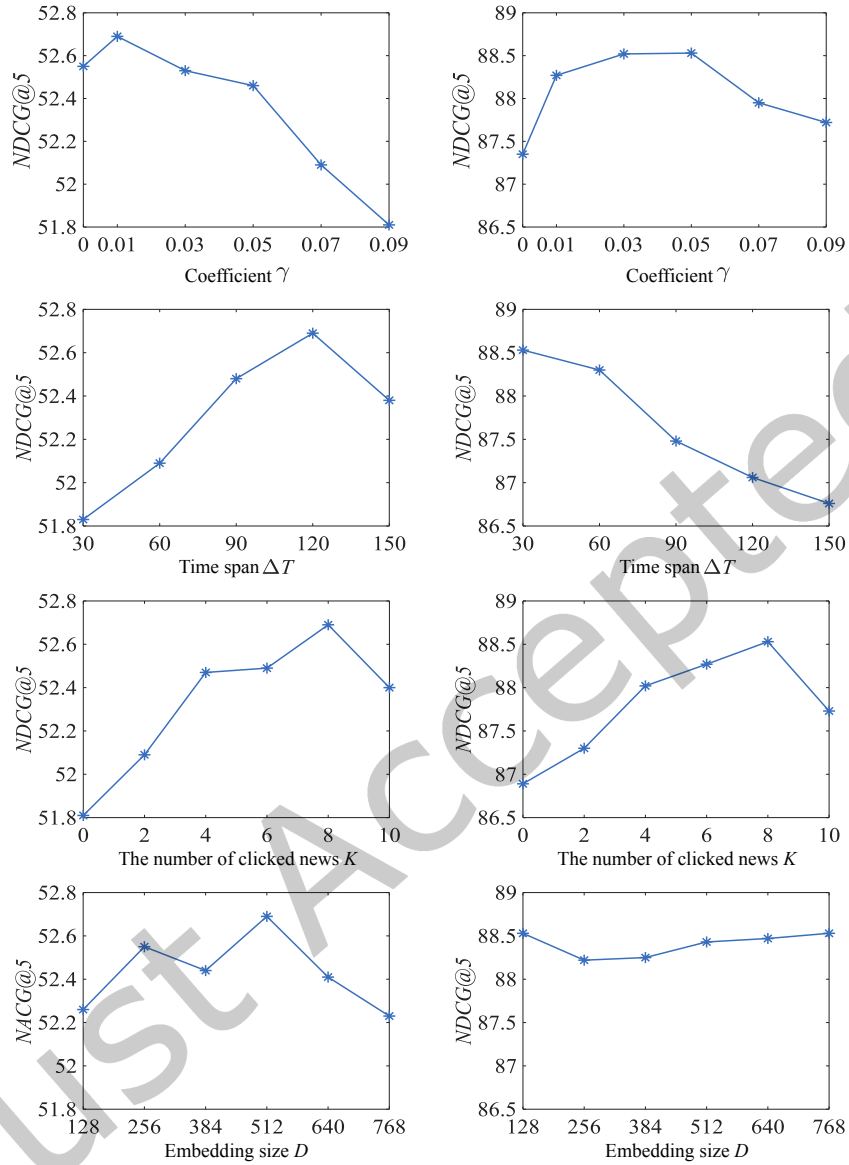 52.8
52.6
52.4
52.2
52
51.8
NDCG@5
0 0.01 0.03 0.05 0.07 0.09
Coefficient γ
89
88.5
88
87.5
87
86.5
NDCG@5
0 0.01 0.03 0.05 0.07 0.09
Coefficient γ
52.8
52.6
52.4
52.2
52
51.8
NDCG@5
30 60 90 120 150
Time span ΔT
89
88.5
88
87.5
87
86.5
NDCG@5
30 60 90 120 150
Time span ΔT
52.8
52.6
52.4
52.2
52
51.8
NDCG@5
0 2 4 6 8 10
The number of clicked news K
89
88.5
88
87.5
87
86.5
NDCG@5
0 2 4 6 8 10
The number of clicked news K
52.8
52.6
52.4
52.2
52
51.8
NACG@5
128 256 384 512 640 768
Embedding size D
89
88.5
88
87.5
87
86.5
NDCG@5
128 256 384 512 640 768
Embedding size D
ust Accepted